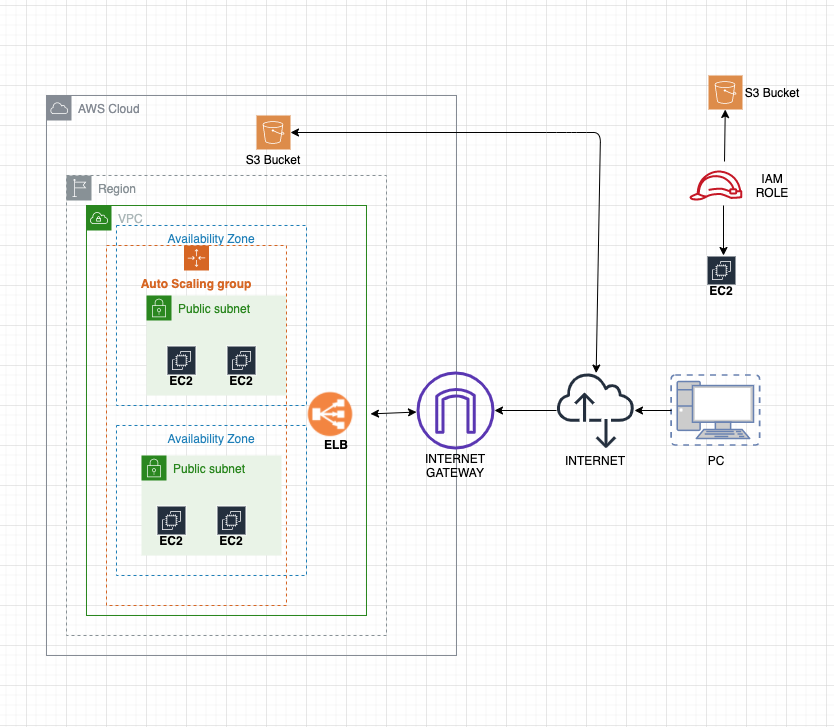 AWS Cloud
S3 Bucket
S3 Bucket
Region
IAM
ROLE
VPC
Availability Zone
Auto Scaling group
EC2
Public subnet
EC2
EC2
ELB
Availability Zone
INTERNET
GATEWAY
INTERNET
PC
Public subnet
EC2
EC2